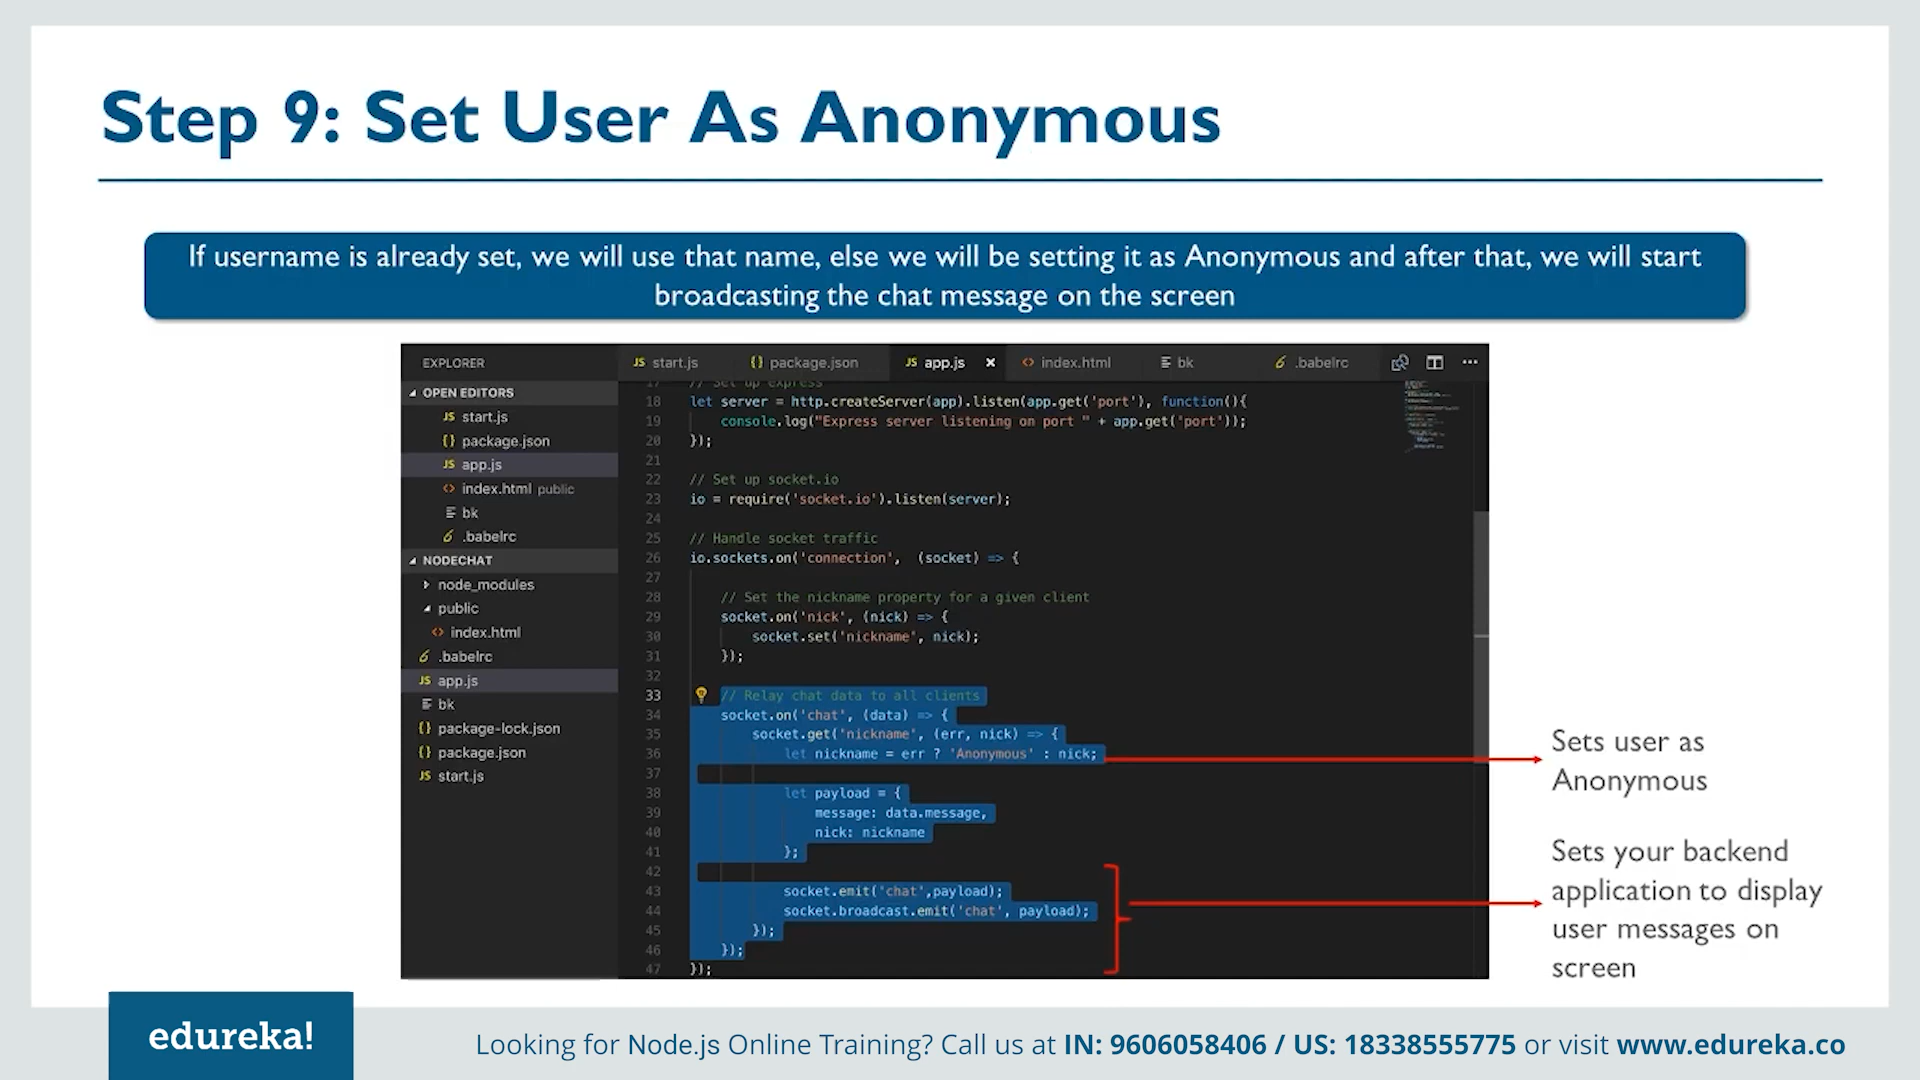 Step 9: Set User As Anonymous
If username is already set, we will use that name, else we will be setting it as Anonymous and after that, we will start
broadcasting the chat message on the screen
EXPLORER
OPEN EDITORS
JS start.js
{} package.json
JS app.js
<> index.html public
bk
.babelrc
NODECHAT
node_modules
public
<> index.html
.babelrc
JS app.js
bk
{} package-lock.json
{} package.json
JS start.js
JS start.js {} package.json JS app.js × <> index.html bk .babelrc ...
17 // Set up express
18 let server = http.createServer(app).listen(app.get('port'), function(){
19 console.log("Express server listening on port " + app.get('port'));
20 });
21
22 // Set up socket.io
23 io = require('socket.io').listen(server);
24
25 // Handle socket traffic
26 io.sockets.on('connection', (socket) => {
27
28 // Set the nickname property for a given client
29 socket.on('nick', (nick) => {
30 socket.set('nickname', nick);
31 });
32
33 // Relay chat data to all clients
34 socket.on('chat', (data) => {
35 socket.get('nickname', (err, nick) => {
36 let nickname = err ? 'Anonymous' : nick;
37
38 let payload = {
39 message: data.message,
40 nick: nickname
41 };
42
43 socket.emit('chat',payload);
44 socket.broadcast.emit('chat', payload);
45 });
46 });
47 });
Sets user as
Anonymous
Sets your backend
application to display
user messages on
screen
edureka!
Looking for Node.js Online Training? Call us at IN: 9606058406 / US: 18338555775 or visit www.edureka.co